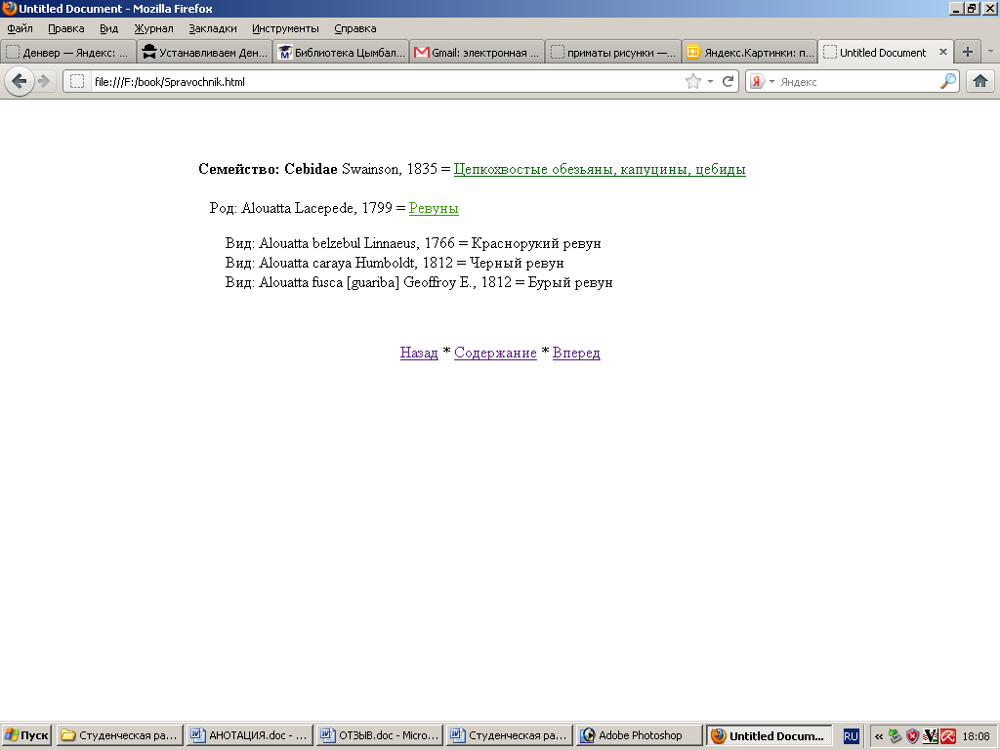 Untitled Document - Mozilla Firefox
Файл Правка Вид Журнал Закладки Инструменты Справка
Денвер — Яндекс: ... Устанавливаем Ден... Библиотека Цымбал... Gmail: электронная ... приматы рисунки —... Яндекс.Картинки: п... Untitled Document
file:///F:/book/Spravochnik.html Яндекс
Семейство: Cebidae Swainson, 1835 = Цепкохвостые обезьяны, капуцины, цебиды
Род: Alouatta Lacepede, 1799 = Ревуны
Вид: Alouatta belzebul Linnaeus, 1766 = Краснорукий ревун
Вид: Alouatta caraya Humboldt, 1812 = Черный ревун
Вид: Alouatta fusca [guariba] Geoffroy E., 1812 = Бурый ревун
Назад * Содержание * Вперед
Пуск Студенческая ра... АНОТАЦИЯ.doc - ... ОТЗЫВ.doc - Micro... Студенческая ра... Adobe Photoshop Untitled Docum... RU « 18:08